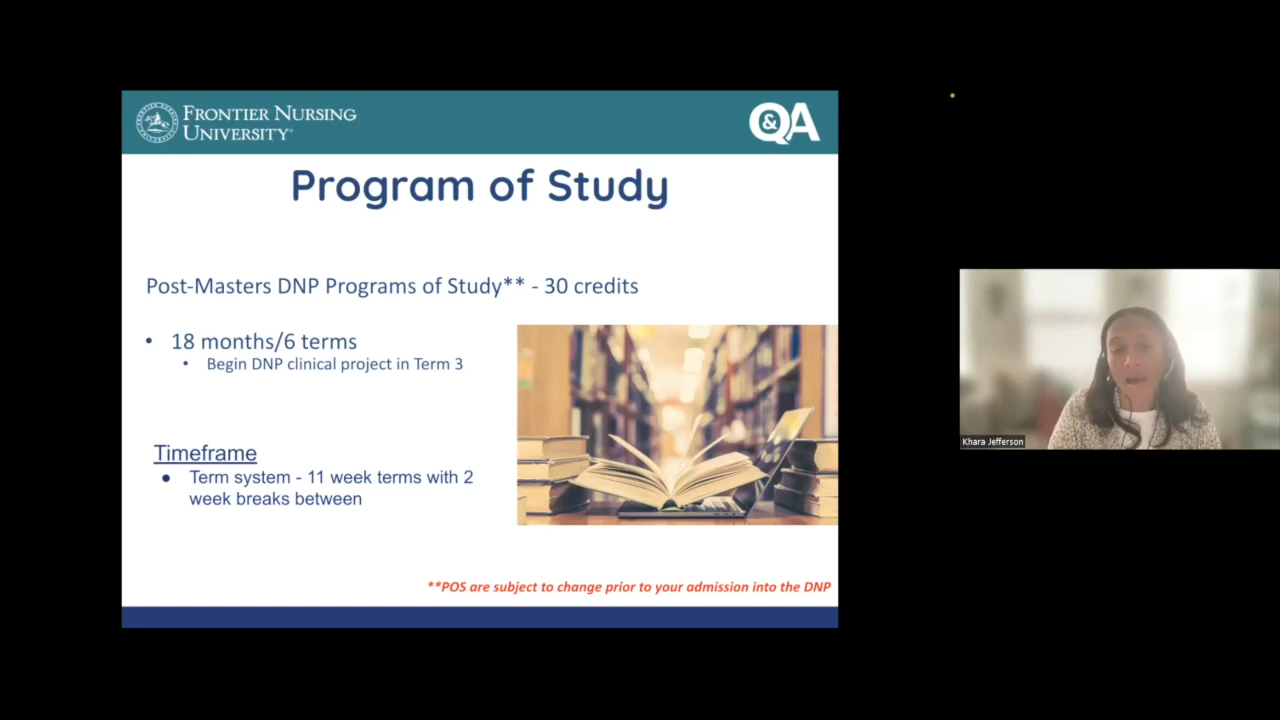 FRONTIER NURSING
UNIVERSITY
Q&A
Program of Study
Post-Masters DNP Programs of Study** - 30 credits
• 18 months/6 terms
• Begin DNP clinical project in Term 3
Timeframe
● Term system - 11 week terms with 2
week breaks between
**POS are subject to change prior to your admission into the DNP
Khara Jefferson